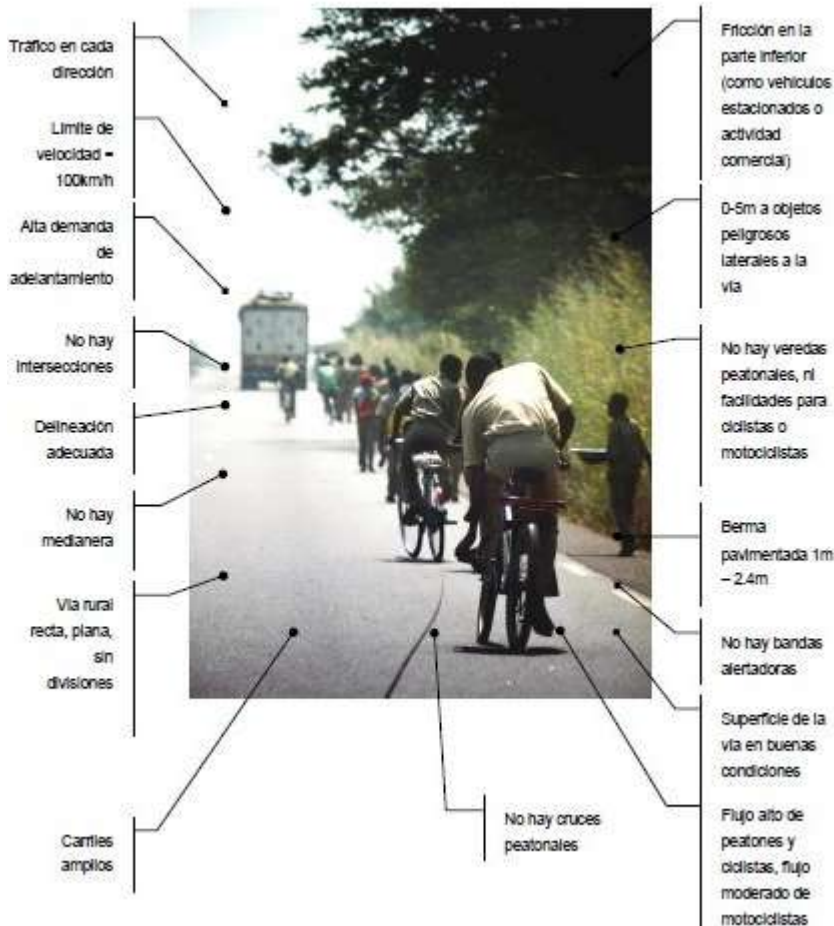 Tráfico en cada
dirección
Límite de
velocidad =
100km/h
Alta demanda
de
adelantamiento
No hay
intersecciones
Delineación
adecuada
No hay
medianera
Vía rural
recta, plana,
sin
divisiones
Carriles
amplios
No hay cruces
peatonales
Fricción en la
parte inferior
(como vehículos
estacionados o
actividad
comercial)
0-5m a objetos
peligrosos
laterales a la
vía
No hay veredas
peatonales, ni
facilidades para
ciclistas o
motociclistas
Berma
pavimentada 1m
– 2.4m
No hay bandas
alertadoras
Superficie de la
vía en buenas
condiciones
Flujo alto de
peatones y
ciclistas, flujo
moderado de
motociclistas